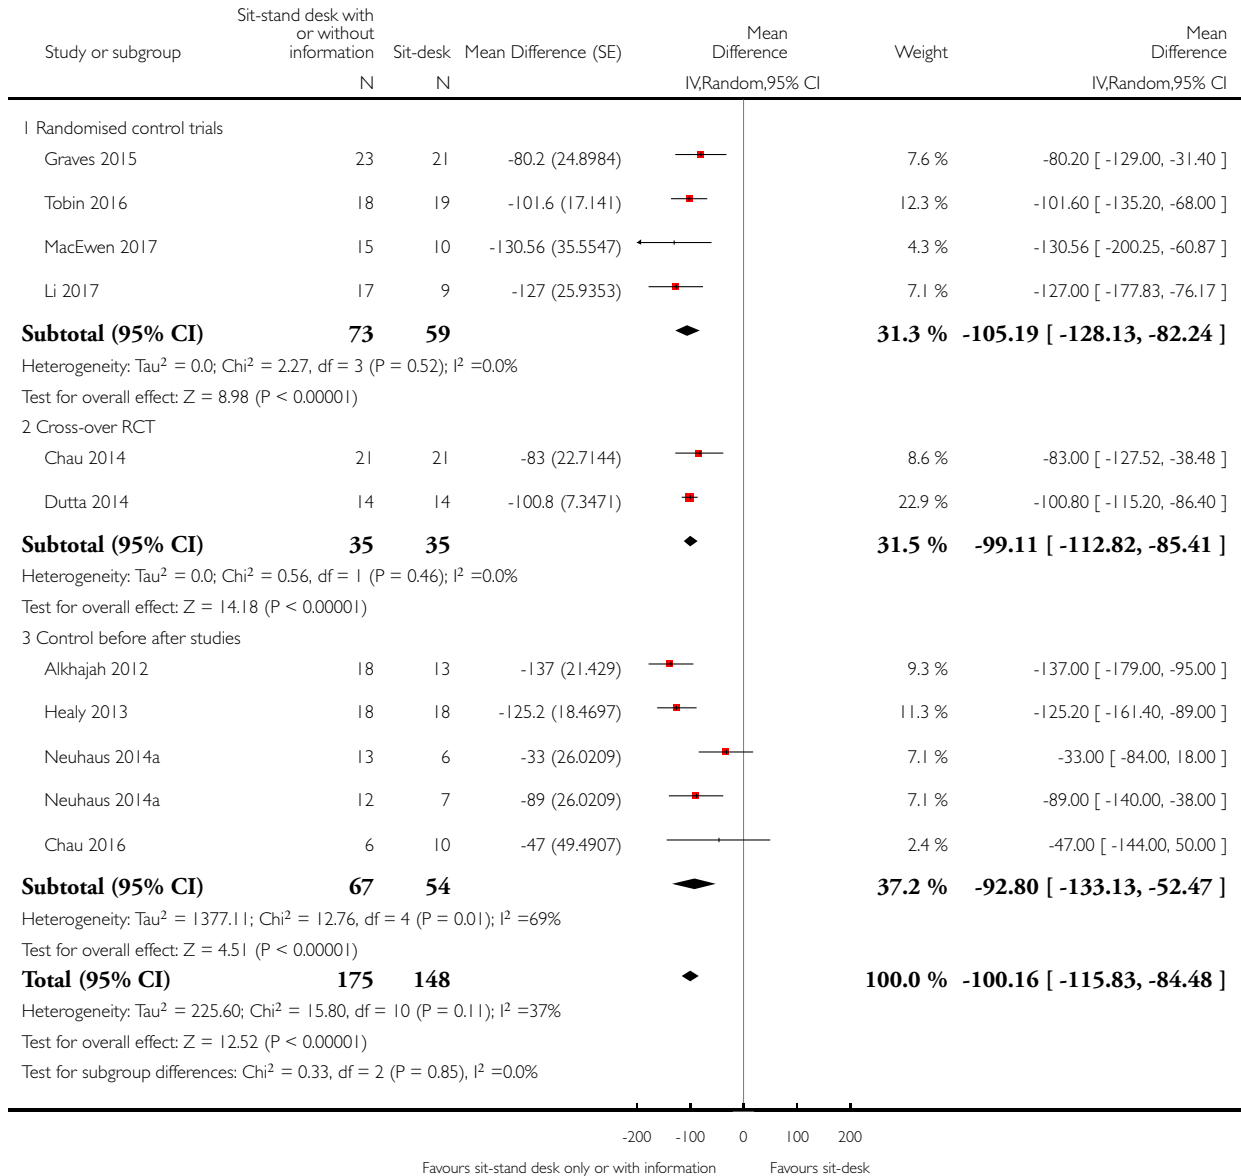 Sit-stand desk with
or without
Study or subgroup information Sit-desk Mean Difference (SE) Mean Difference Weight Mean Difference
N N IV,Random,95% CI IV,Random,95% CI
1 Randomised control trials
Graves 2015 23 21 -80.2 (24.8984) 7.6 % -80.20 [ -129.00, -31.40 ]
Tobin 2016 18 19 -101.6 (17.141) 12.3 % -101.60 [ -135.20, -68.00 ]
MacEwen 2017 15 10 -130.56 (35.5547) 4.3 % -130.56 [ -200.25, -60.87 ]
Li 2017 17 9 -127 (25.9353) 7.1 % -127.00 [ -177.83, -76.17 ]
Subtotal (95% CI) 73 59 31.3 % -105.19 [ -128.13, -82.24 ]
Heterogeneity: Tau² = 0.0; Chi² = 2.27, df = 3 (P = 0.52); I² =0.0%
Test for overall effect: Z = 8.98 (P < 0.00001)
2 Cross-over RCT
Chau 2014 21 21 -83 (22.7144) 8.6 % -83.00 [ -127.52, -38.48 ]
Dutta 2014 14 14 -100.8 (7.3471) 22.9 % -100.80 [ -115.20, -86.40 ]
Subtotal (95% CI) 35 35 31.5 % -99.11 [ -112.82, -85.41 ]
Heterogeneity: Tau² = 0.0; Chi² = 0.56, df = 1 (P = 0.46); I² =0.0%
Test for overall effect: Z = 14.18 (P < 0.00001)
3 Control before after studies
Alkhajah 2012 18 13 -137 (21.429) 9.3 % -137.00 [ -179.00, -95.00 ]
Healy 2013 18 18 -125.2 (18.4697) 11.3 % -125.20 [ -161.40, -89.00 ]
Neuhaus 2014a 13 6 -33 (26.0209) 7.1 % -33.00 [ -84.00, 18.00 ]
Neuhaus 2014a 12 7 -89 (26.0209) 7.1 % -89.00 [ -140.00, -38.00 ]
Chau 2016 6 10 -47 (49.4907) 2.4 % -47.00 [ -144.00, 50.00 ]
Subtotal (95% CI) 67 54 37.2 % -92.80 [ -133.13, -52.47 ]
Heterogeneity: Tau² = 1377.11; Chi² = 12.76, df = 4 (P = 0.01); I² =69%
Test for overall effect: Z = 4.51 (P < 0.00001)
Total (95% CI) 175 148 100.0 % -100.16 [ -115.83, -84.48 ]
Heterogeneity: Tau² = 225.60; Chi² = 15.80, df = 10 (P = 0.11); I² =37%
Test for overall effect: Z = 12.52 (P < 0.00001)
Test for subgroup differences: Chi² = 0.33, df = 2 (P = 0.85), I² =0.0%
-200 -100 0 100 200
Favours sit-stand desk only or with information Favours sit-desk